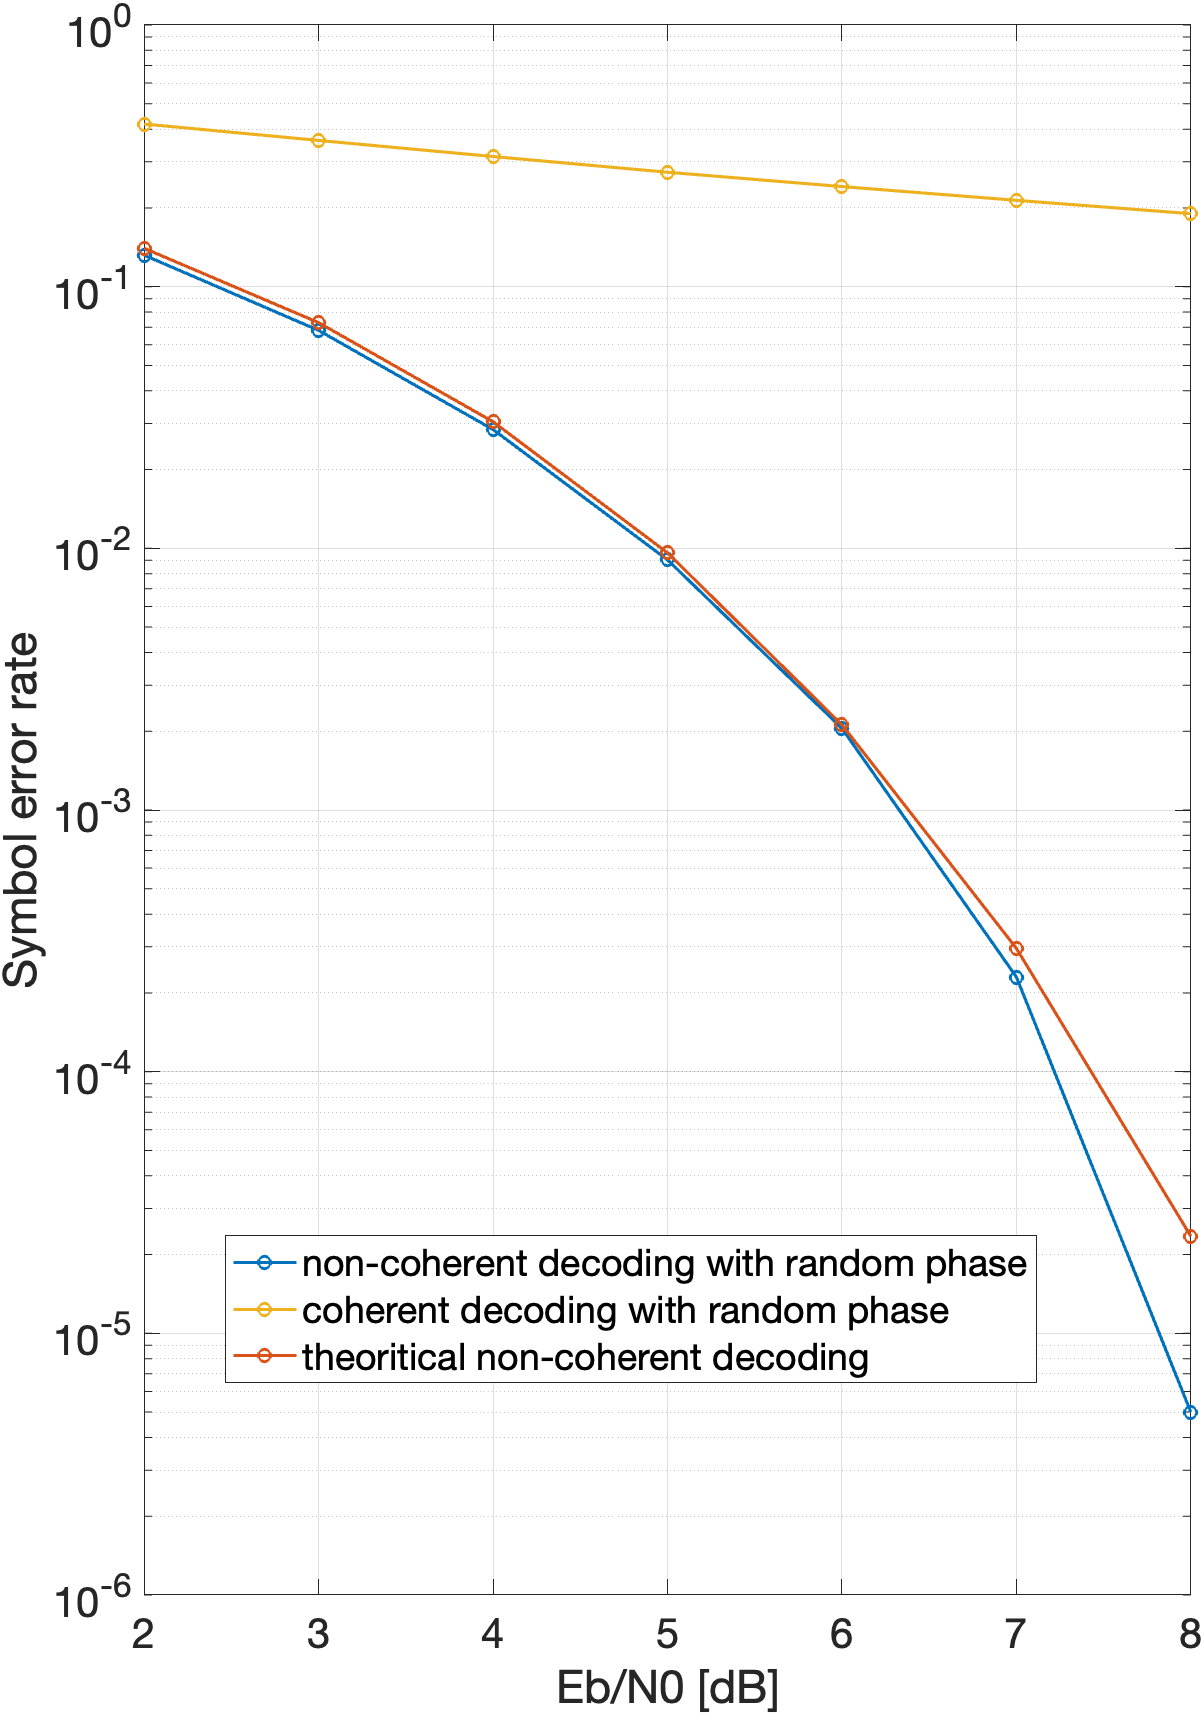 10^0
10^-1
10^-2
10^-3
10^-4
10^-5
10^-6
Symbol error rate
non-coherent decoding with random phase
coherent decoding with random phase
theoritical non-coherent decoding
2 3 4 5 6 7 8
Eb/N0 [dB]